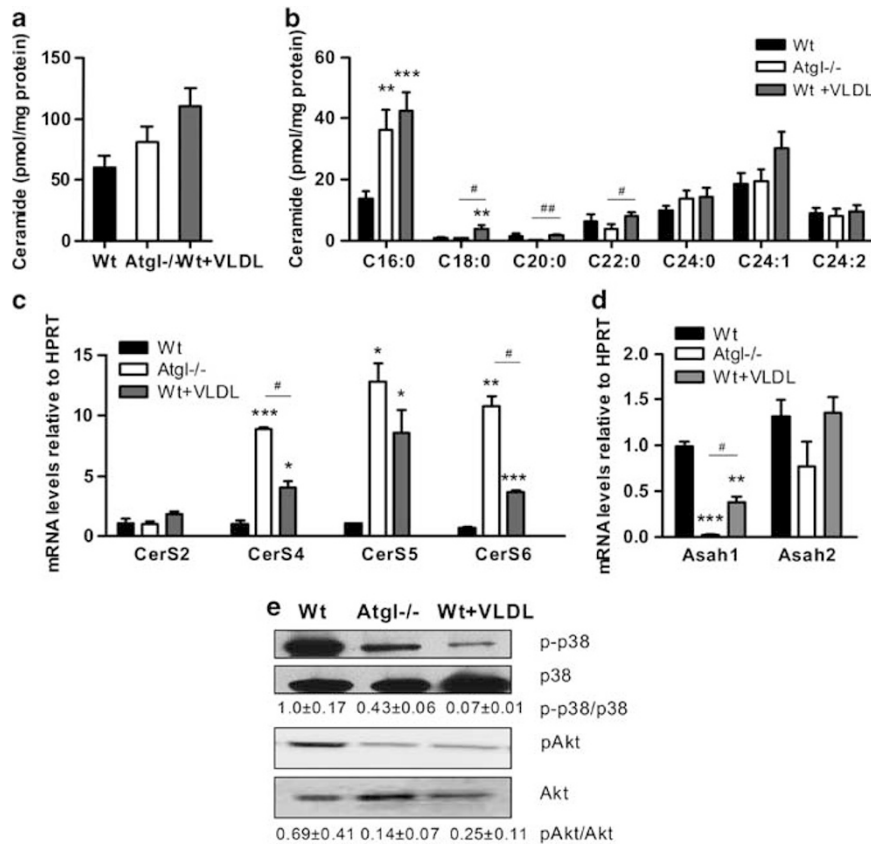 a
Ceramide (pmol/mg protein)
150
100
50
0
Wt Atgl-/- Wt+VLDL
b
Ceramide (pmol/mg protein)
60
40
20
0
Wt
Atgl-/-
Wt +VLDL
** ***
#
**
##
#
C16:0 C18:0 C20:0 C22:0 C24:0 C24:1 C24:2
c
mRNA levels relative to HPRT
15
10
5
0
Wt
Atgl-/-
Wt+VLDL
***
#
*
*
*
**
#
***
CerS2 CerS4 CerS5 CerS6
d
mRNA levels relative to HPRT
2.0
1.5
1.0
0.5
0.0
Wt
Atgl-/-
Wt+VLDL
#
***
**
Asah1 Asah2
e
Wt Atgl-/- Wt+VLDL
p-p38
p38
1.0±0.17 0.43±0.06 0.07±0.01 p-p38/p38
pAkt
Akt
0.69±0.41 0.14±0.07 0.25±0.11 pAkt/Akt